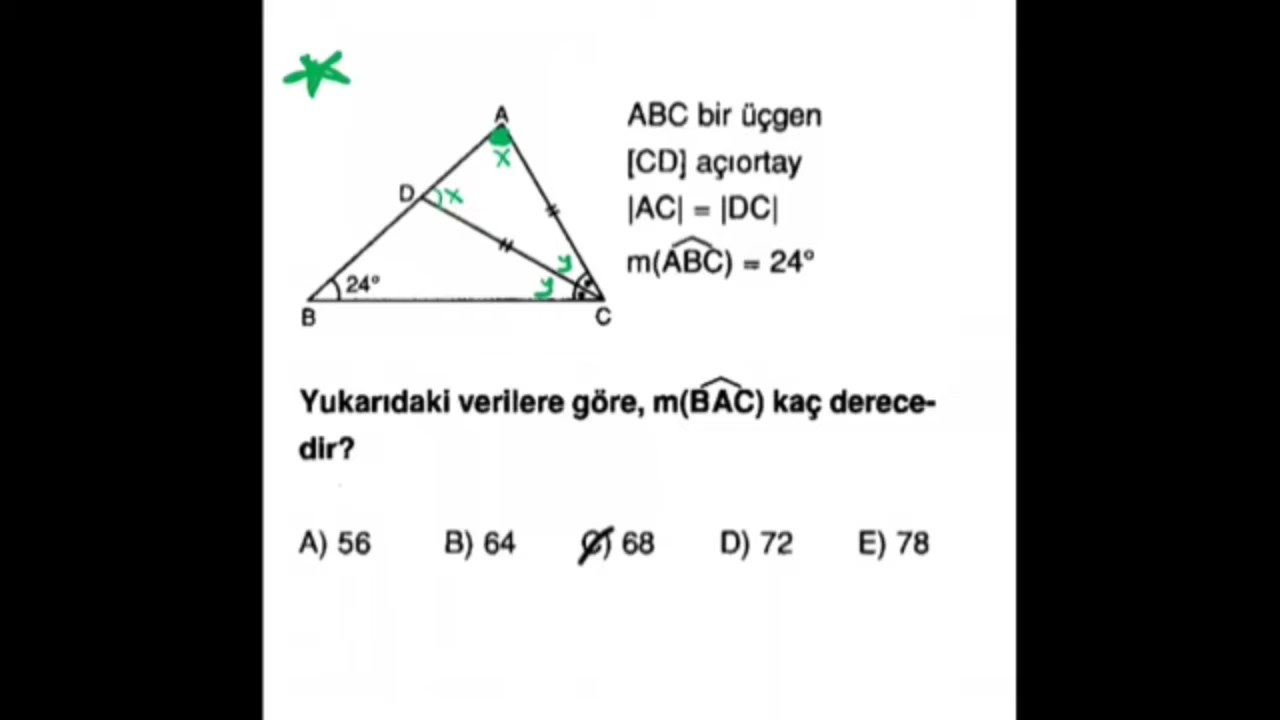 A
x
D
x
24°
y
y
B
C
ABC bir üçgen
[CD] açıortay
|AC| = |DC|
m(ABC) = 24°
Yukarıdaki verilere göre, m(BAC) kaç derece-
dir?
A) 56 B) 64 C) 68 D) 72 E) 78